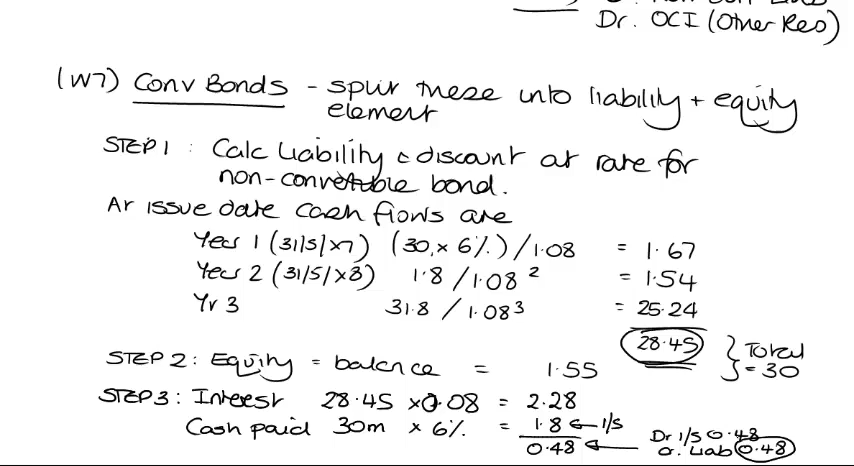 Dr. OCI (Other Res)
(W7) Conv Bonds - split these into liability + equity
element
STEP 1 : Calc Liability & discount at rate for
non-convertible bond.
At issue date cash flows are
Year 1 (31/5/X7) (30 x 6%) / 1.08 = 1.67
Year 2 (31/5/X8) 1.8 / 1.08² = 1.54
Yr 3 31.8 / 1.08³ = 25.24
28.45 } Total = 30
STEP 2 : Equity = balance = 1.55
STEP 3 : Interest 28.45 x 0.08 = 2.28
Cash paid 30m x 6% = 1.8 ← I/S
0.48 ← Dr I/S 0.48
Cr. Liab 0.48